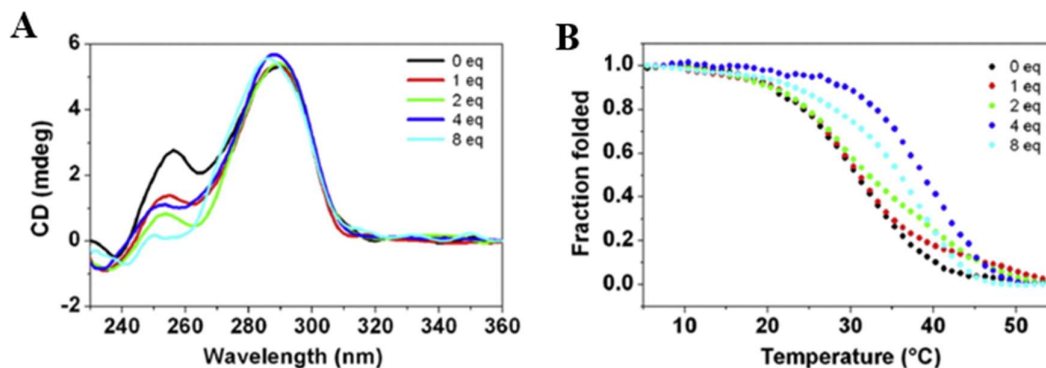 A
6
4
2
0
-2
CD (mdeg)
0 eq
1 eq
2 eq
4 eq
8 eq
240 260 280 300 320 340 360
Wavelength (nm)
B
1.0
0.8
0.6
0.4
0.2
0.0
Fraction folded
0 eq
1 eq
2 eq
4 eq
8 eq
10 20 30 40 50
Temperature (°C)